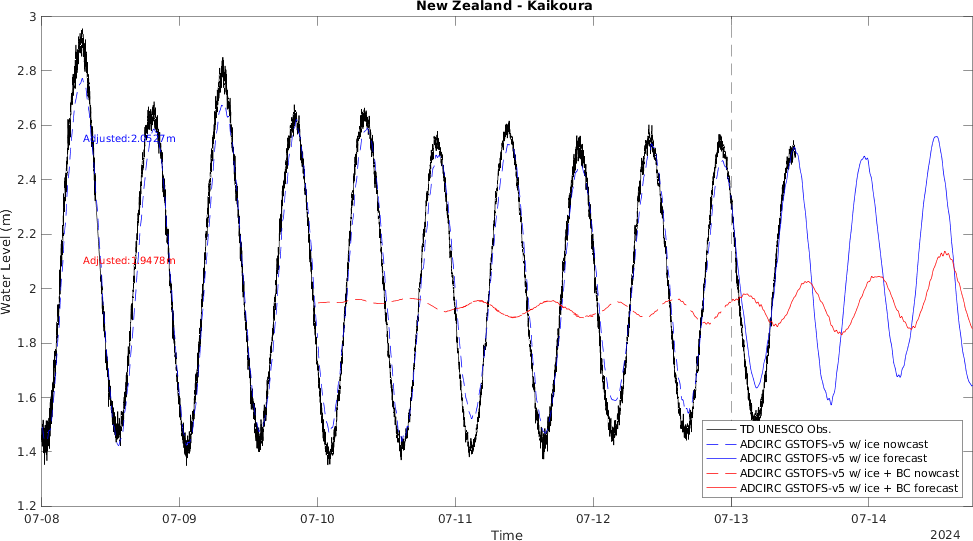 New Zealand - Kaikoura
3
2.8
2.6
2.4
2.2
2
1.8
1.6
1.4
1.2
Water Level (m)
Adjusted:2.0527m
Adjusted:1.9478m
TD UNESCO Obs.
ADCIRC GSTOFS-v5 w/ ice nowcast
ADCIRC GSTOFS-v5 w/ ice forecast
ADCIRC GSTOFS-v5 w/ ice + BC nowcast
ADCIRC GSTOFS-v5 w/ ice + BC forecast
07-08 07-09 07-10 07-11 07-12 07-13 07-14
Time
2024